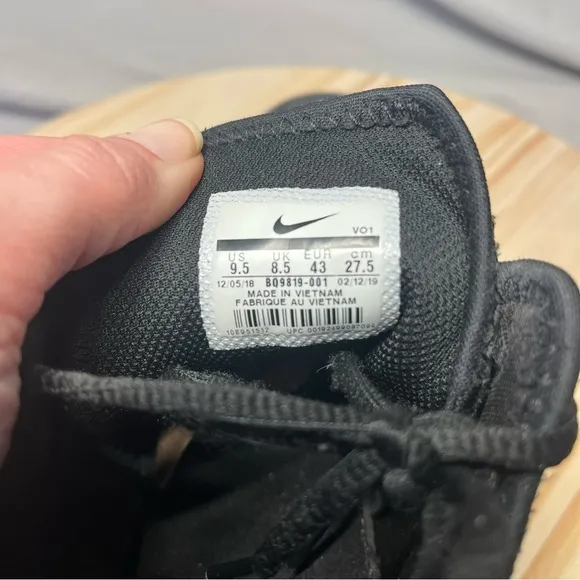 VO1
US UK EUR cm
9.5 8.5 43 27.5
12/05/18 BQ9819-001 02/12/19
MADE IN VIETNAM
FABRIQUE AU VIETNAM
UPC